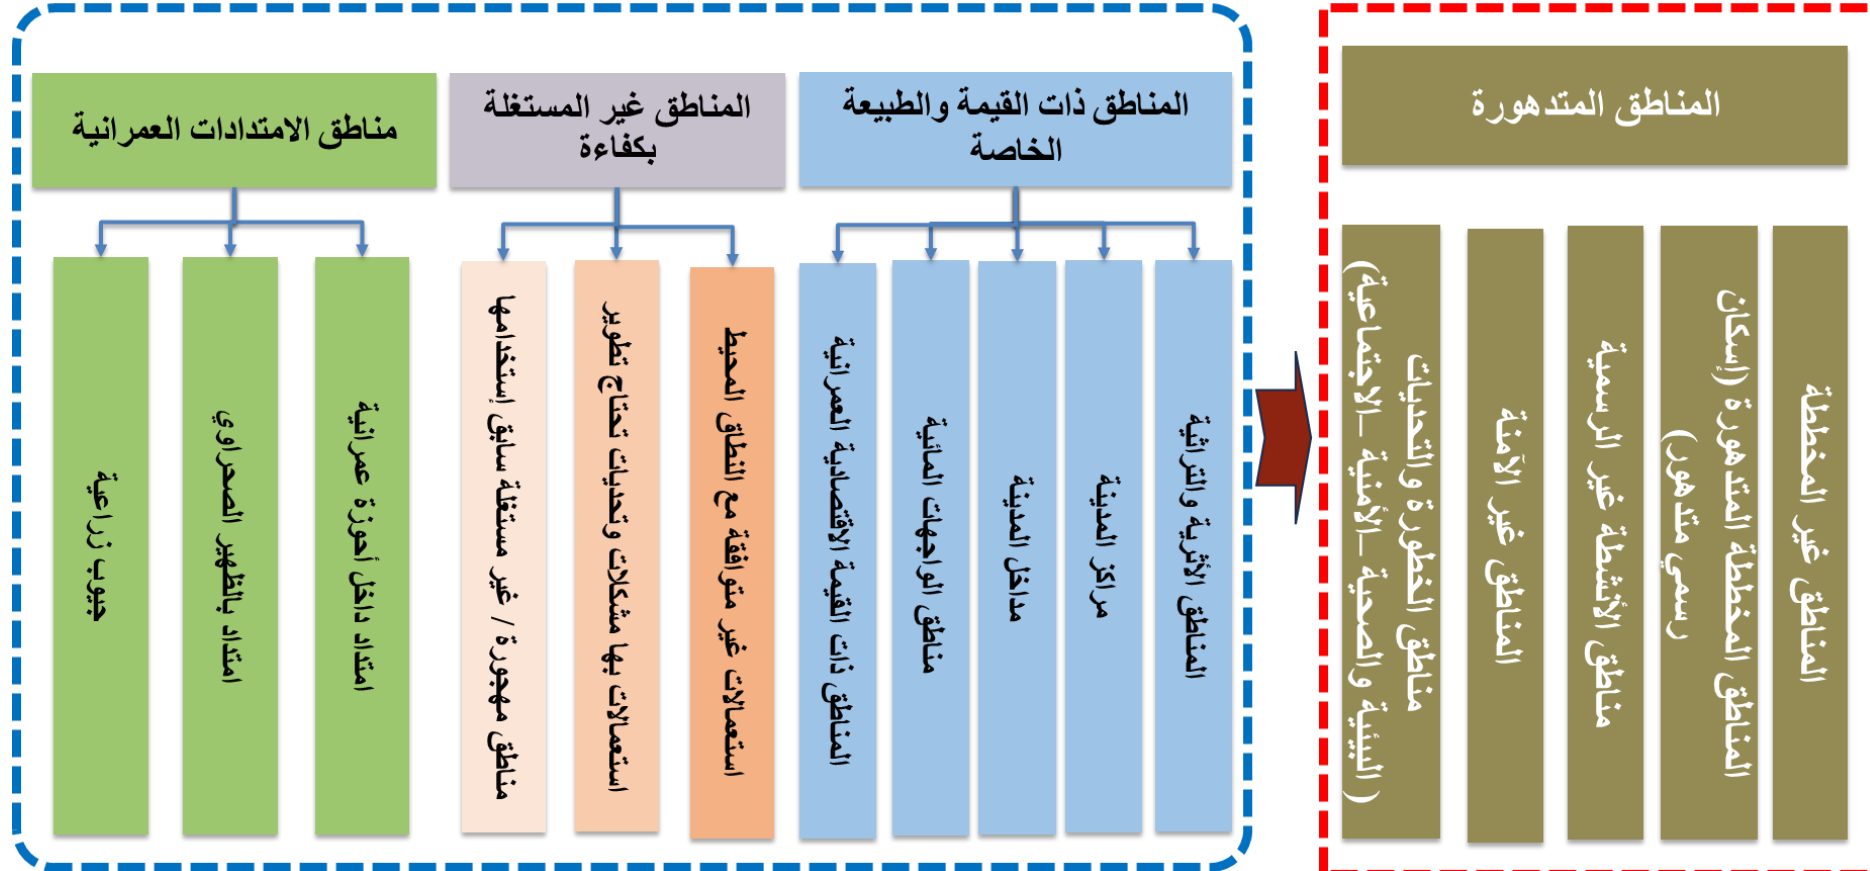 المناطق المتدهورة
المناطق غير المخططة
المناطق المخططة المتدهورة (إسكان
رسمي متدهور)
مناطق الأنشطة غير الرسمية
المناطق غير الآمنة
مناطق الخطورة والتحديات
(البيئية والصحية –الأمنية –الاجتماعية)
المناطق ذات القيمة والطبيعة
الخاصة
المناطق الأثرية والتراثية
مراكز المدينة
مداخل المدينة
مناطق الواجهات المائية
المناطق ذات القيمة الاقتصادية العمرانية
المناطق غير المستغلة
بكفاءة
استعمالات غير متوافقة مع النطاق المحيط
استعمالات بها مشكلات وتحديات تحتاج تطوير
مناطق مهجورة / غير مستغلة سابق إستخدامها
مناطق الامتدادات العمرانية
امتداد داخل أحوزة عمرانية
امتداد بالظهير الصحراوي
جيوب زراعية